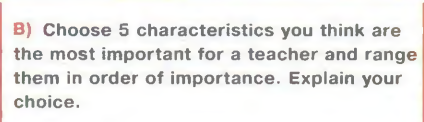 B) Choose 5 characteristics you think are
the most important for a teacher and range
them in order of importance. Explain your
choice.